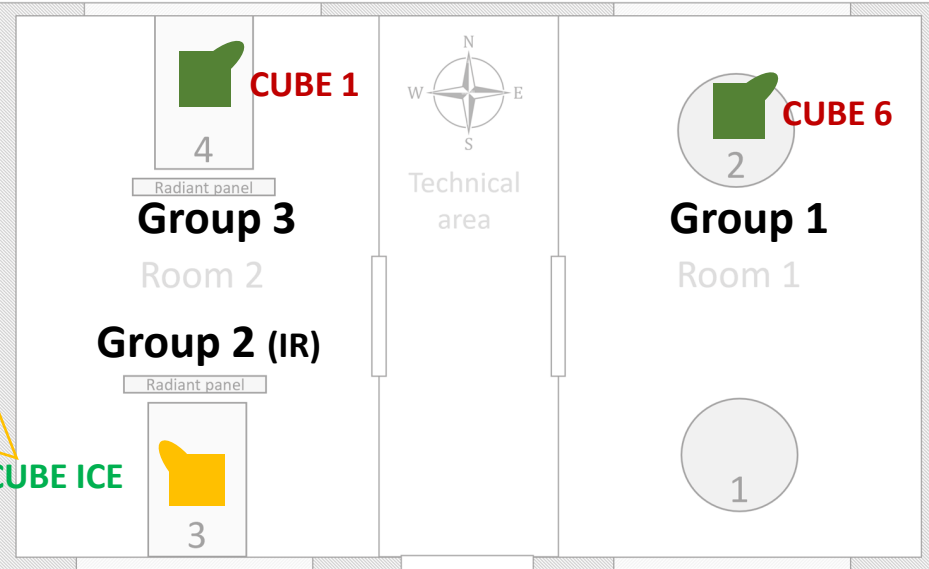 CUBE 1
4
Radiant panel
Group 3
Room 2
Group 2 (IR)
Radiant panel
CUBE ICE
3
N
W
E
S
Technical
area
CUBE 6
2
Group 1
Room 1
1